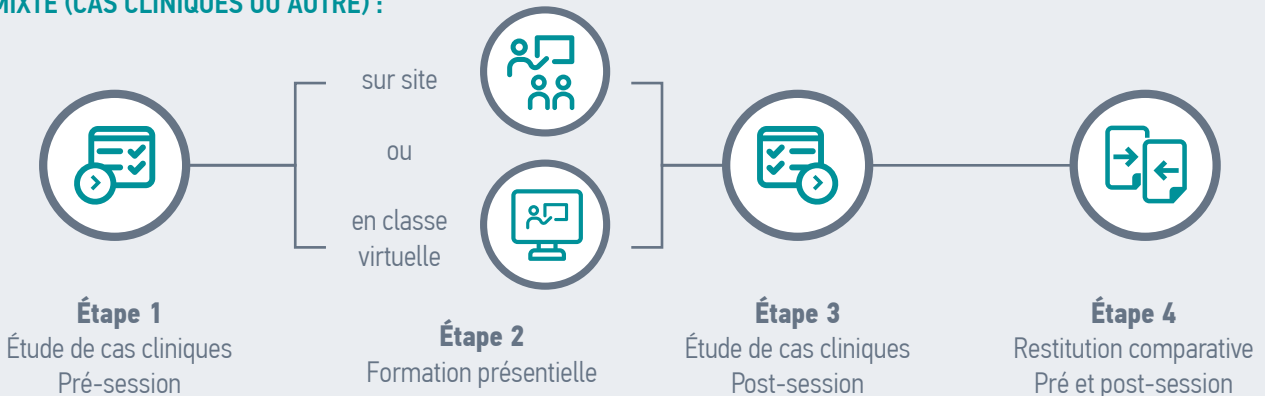 MIXTE (CAS CLINIQUES OU AUTRE) :
sur site
ou
en classe
virtuelle
Étape 1
Étude de cas cliniques
Pré-session
Étape 2
Formation présentielle
Étape 3
Étude de cas cliniques
Post-session
Étape 4
Restitution comparative
Pré et post-session